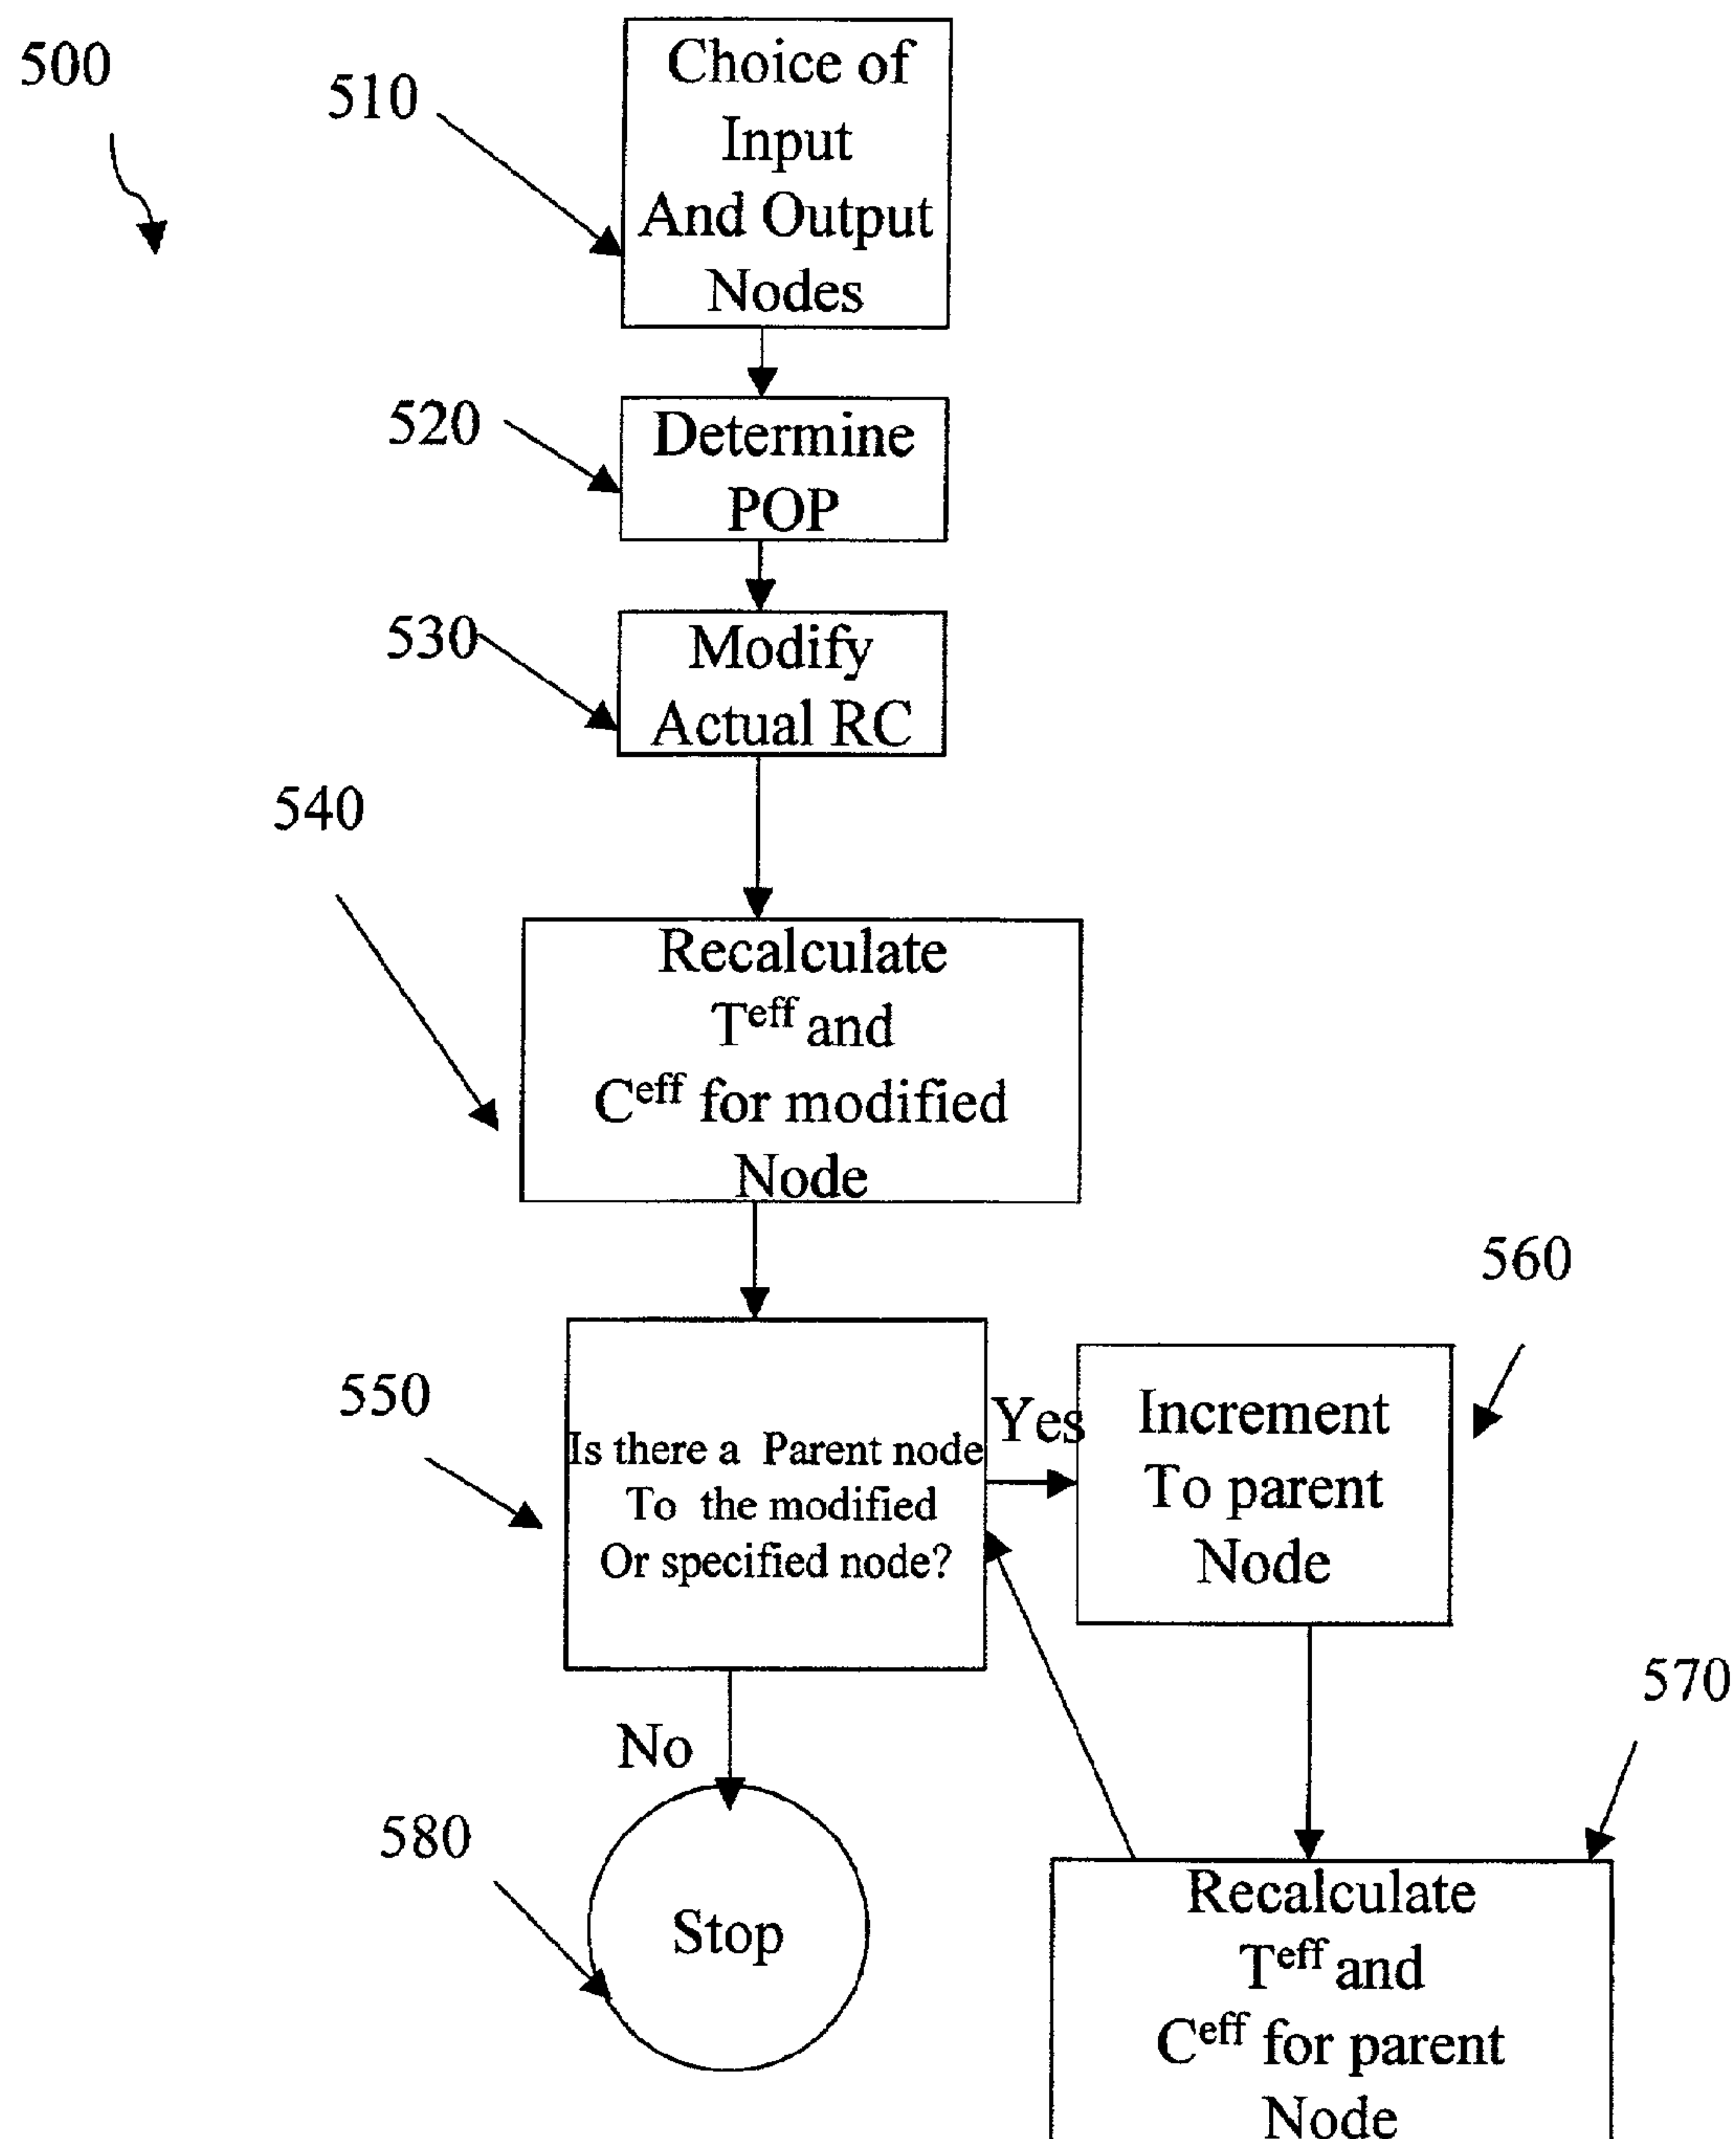 500
510
Choice of
Input
And Output
Nodes
520
Determine
POP
530
Modify
Actual RC
540
Recalculate
Teff and
Ceff for modified
Node
550
Is there a Parent node
To the modified
Or specified node?
Yes
560
Increment
To parent
Node
No
570
580
Stop
Recalculate
Teff and
Ceff for parent
Node